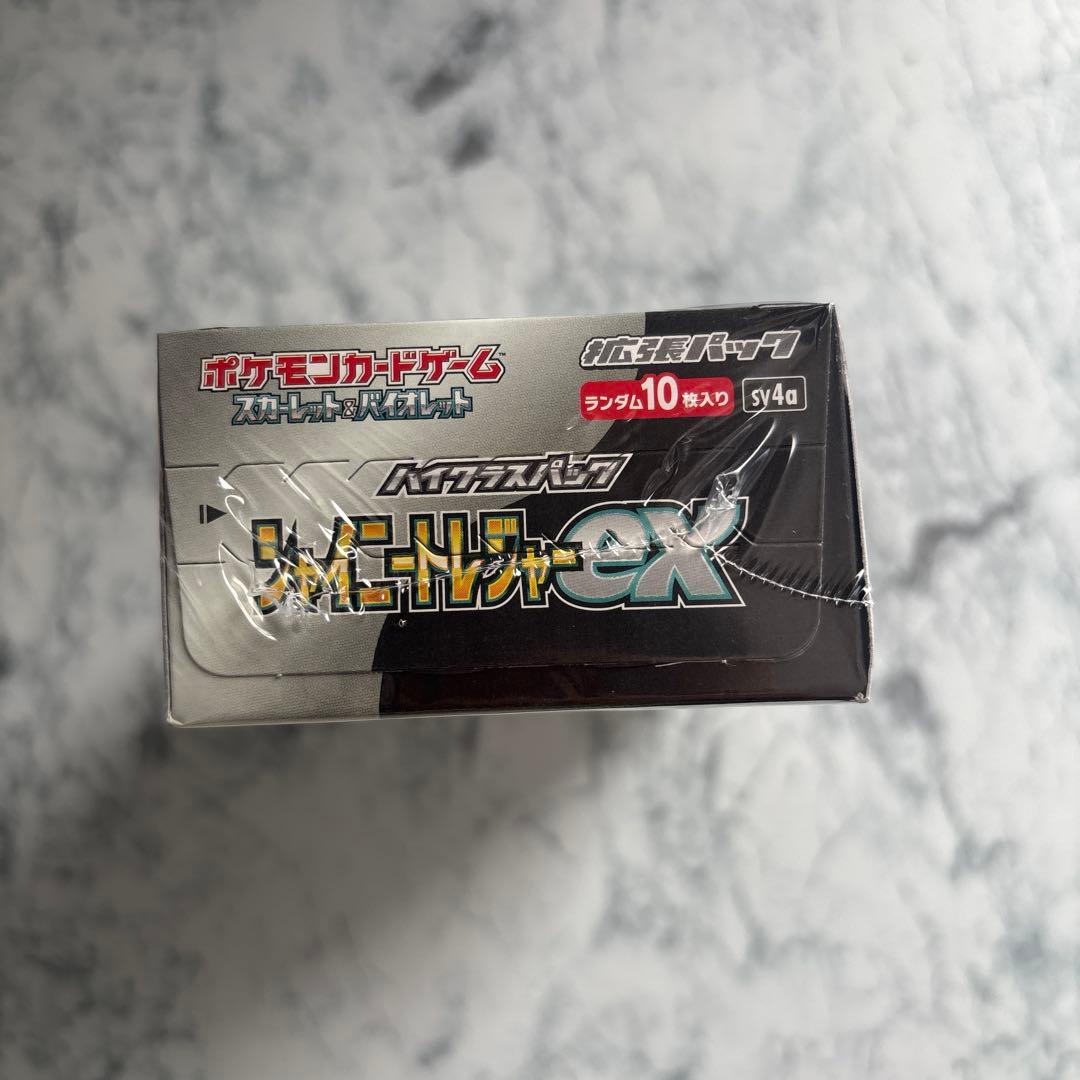 ポケモンカードゲーム™
スカーレット&バイオレット
拡張パック
ランダム10枚入り sv4a
ハイクラスパック
シャイニートレジャーex